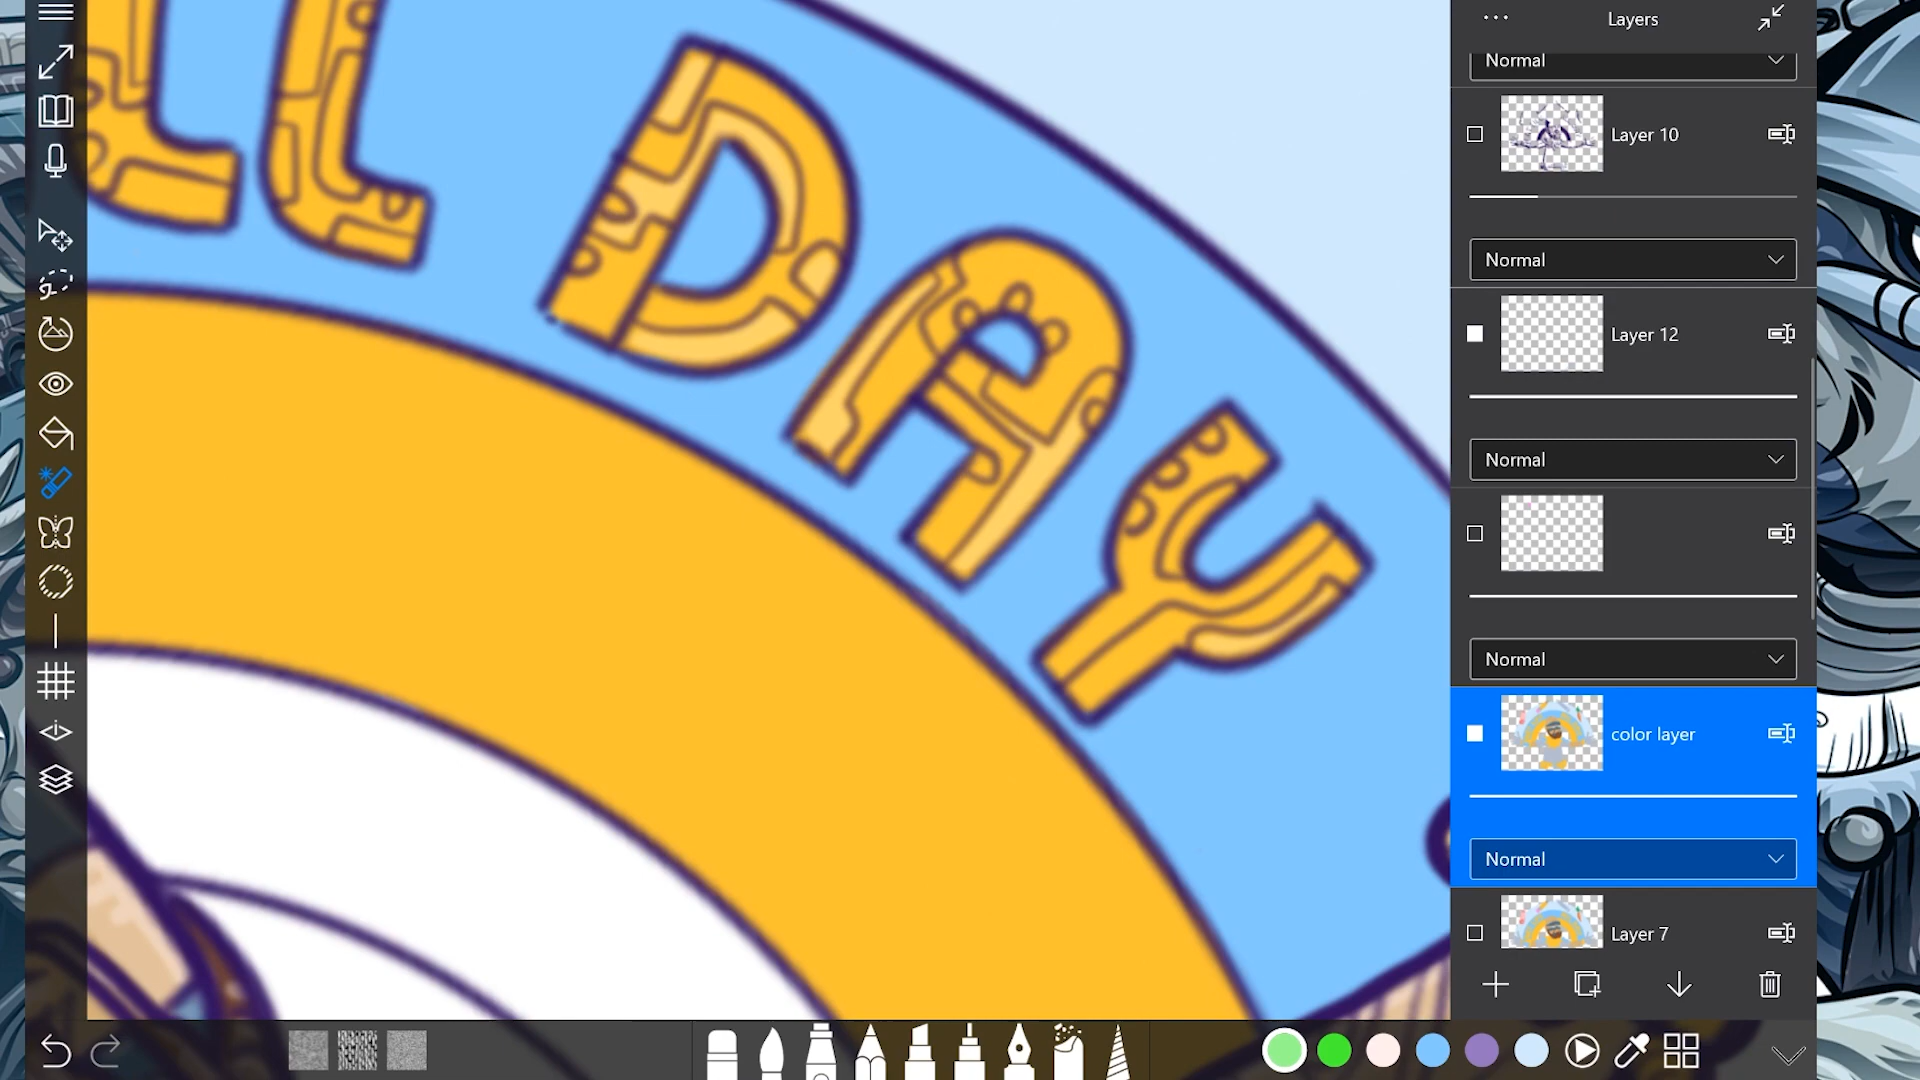 Layers
Normal
Layer 10
Normal
Layer 12
Normal
Normal
color layer
Normal
Layer 7
LL DAY